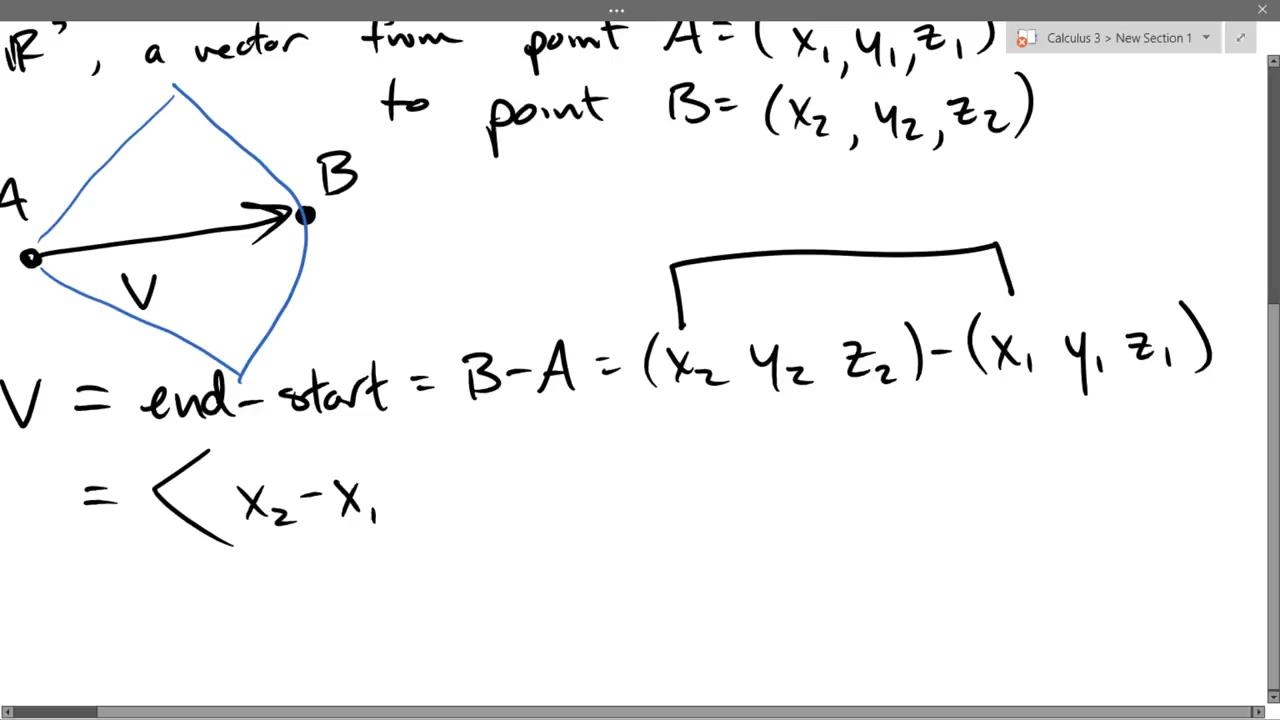 ℝ³, a vector from point A=(x₁,y₁,z₁)
Calculus 3 > New Section 1
to point B=(x₂,y₂,z₂)
A
B
V
V = end-start = B-A = (x₂ y₂ z₂)-(x₁ y₁ z₁)
= < x₂-x₁